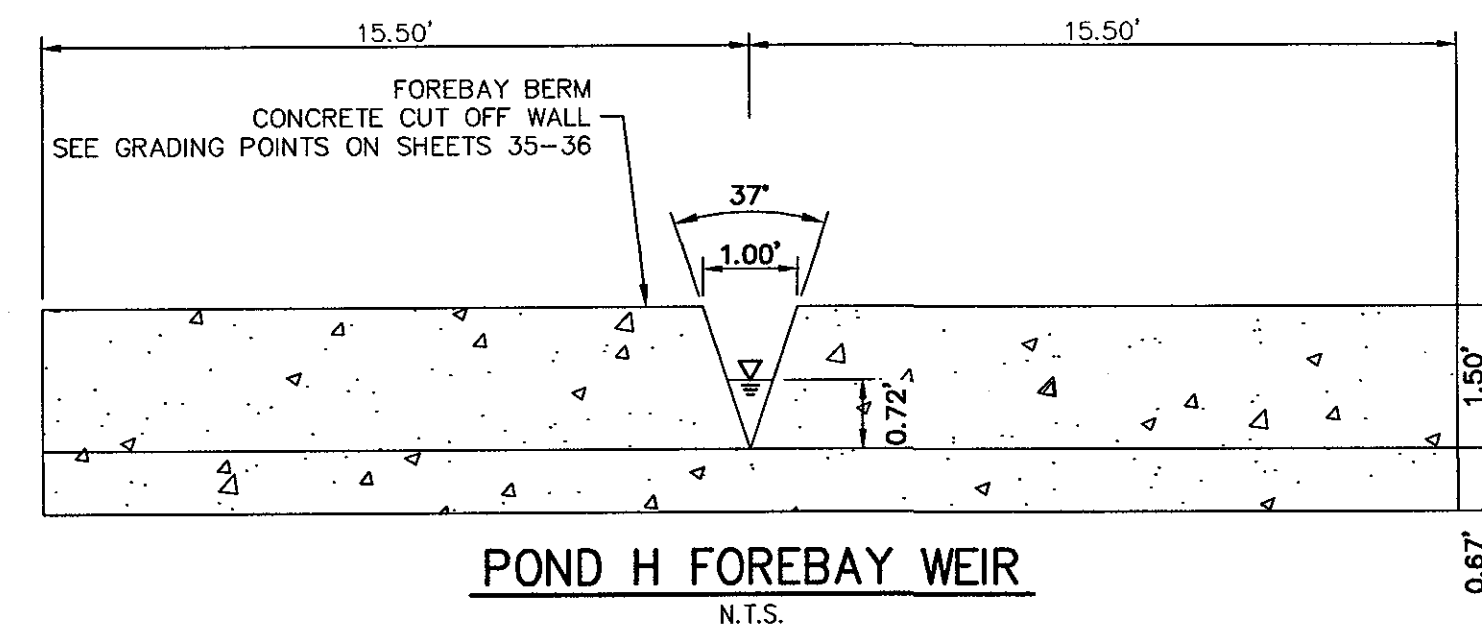 15.50' 15.50'
FOREBAY BERM
CONCRETE CUT OFF WALL
SEE GRADING POINTS ON SHEETS 35-36
37'
1.00'
0.72'
1.50'
0.67'
POND H FOREBAY WEIR
N.T.S.